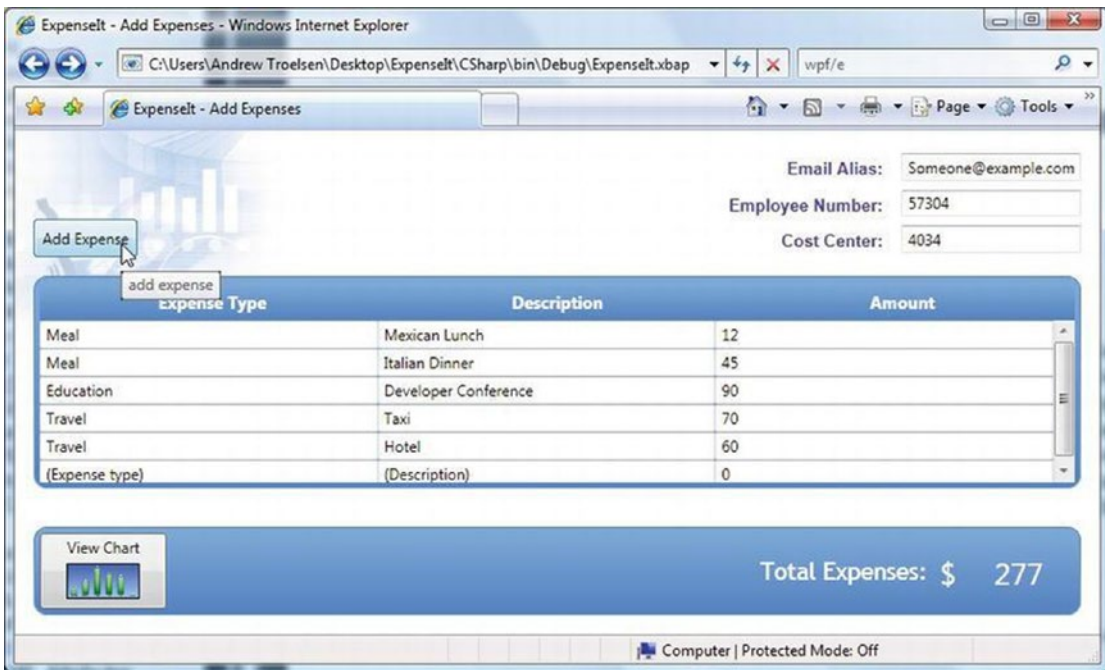 ExpenseIt - Add Expenses - Windows Internet Explorer
C:\Users\Andrew Troelsen\Desktop\ExpenseIt\CSharp\bin\Debug\ExpenseIt.xbap
wpf/e
ExpenseIt - Add Expenses
Page
Tools
Email Alias: Someone@example.com
Employee Number: 57304
Cost Center: 4034
Add Expense
add expense
Expense Type Description Amount
Meal Mexican Lunch 12
Meal Italian Dinner 45
Education Developer Conference 90
Travel Taxi 70
Travel Hotel 60
(Expense type) (Description) 0
View Chart
Total Expenses: $ 277
Computer | Protected Mode: Off